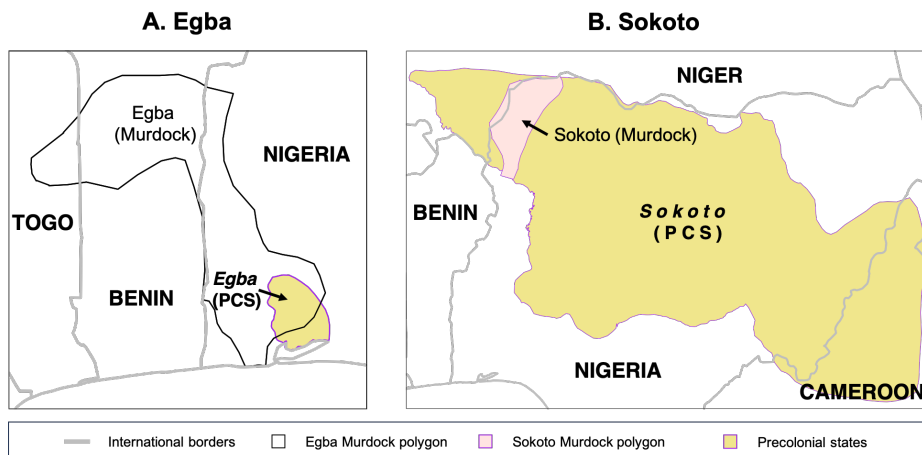 A. Egba
Egba
(Murdock)
NIGERIA
TOGO
BENIN
Egba
(PCS)
B. Sokoto
NIGER
Sokoto (Murdock)
BENIN
Sokoto
(PCS)
NIGERIA
CAMEROON
International borders
Egba Murdock polygon
Sokoto Murdock polygon
Precolonial states